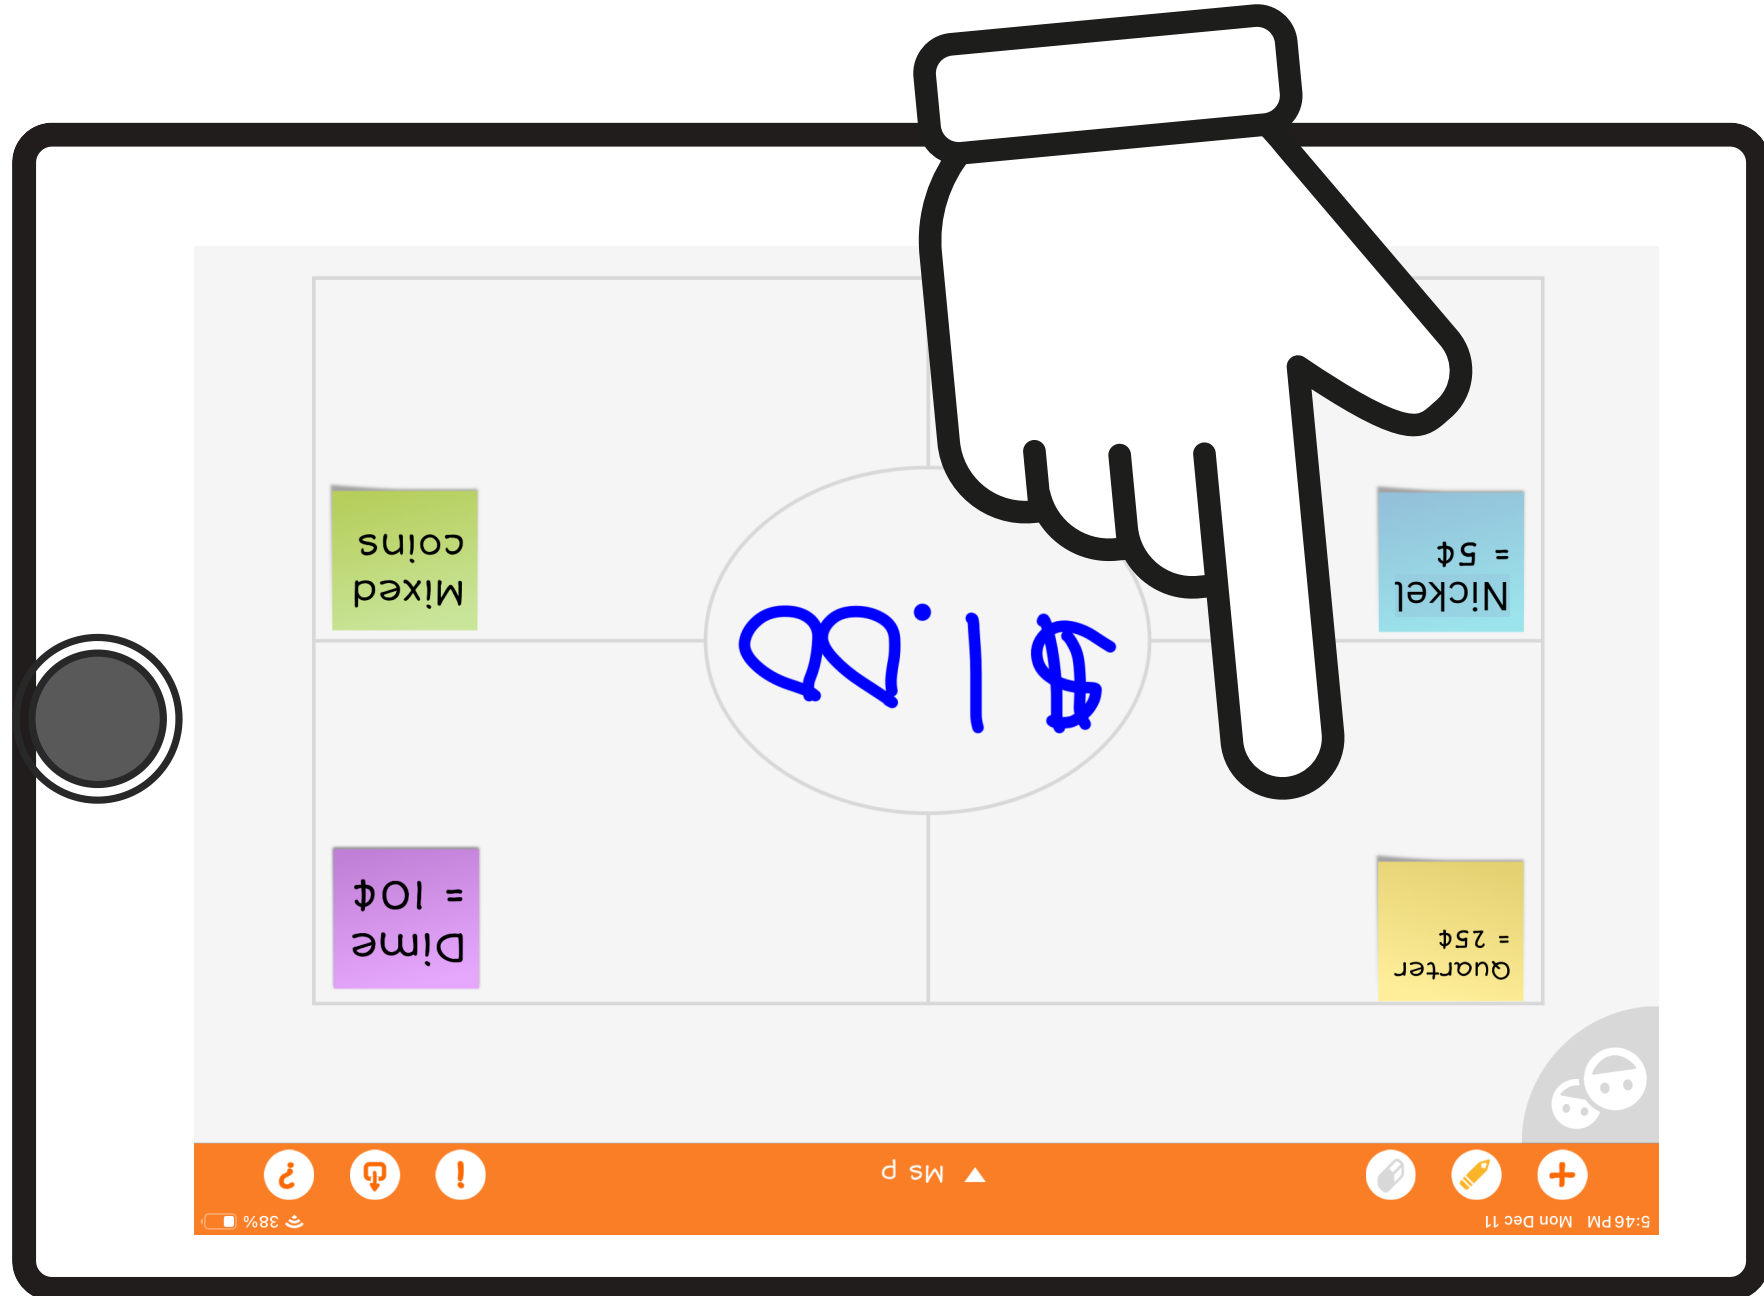 5:46 PM Mon Dec 11
38%
Ms p
Quarter
= 25¢
Dime
= 10¢
$1.00
Nickel
= 5¢
Mixed
coins